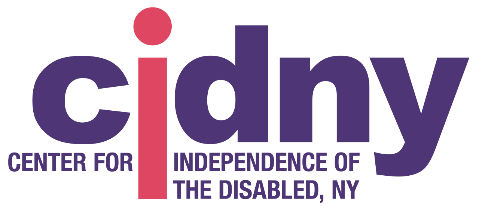 cidny
CENTER FOR INDEPENDENCE OF
THE DISABLED, NY